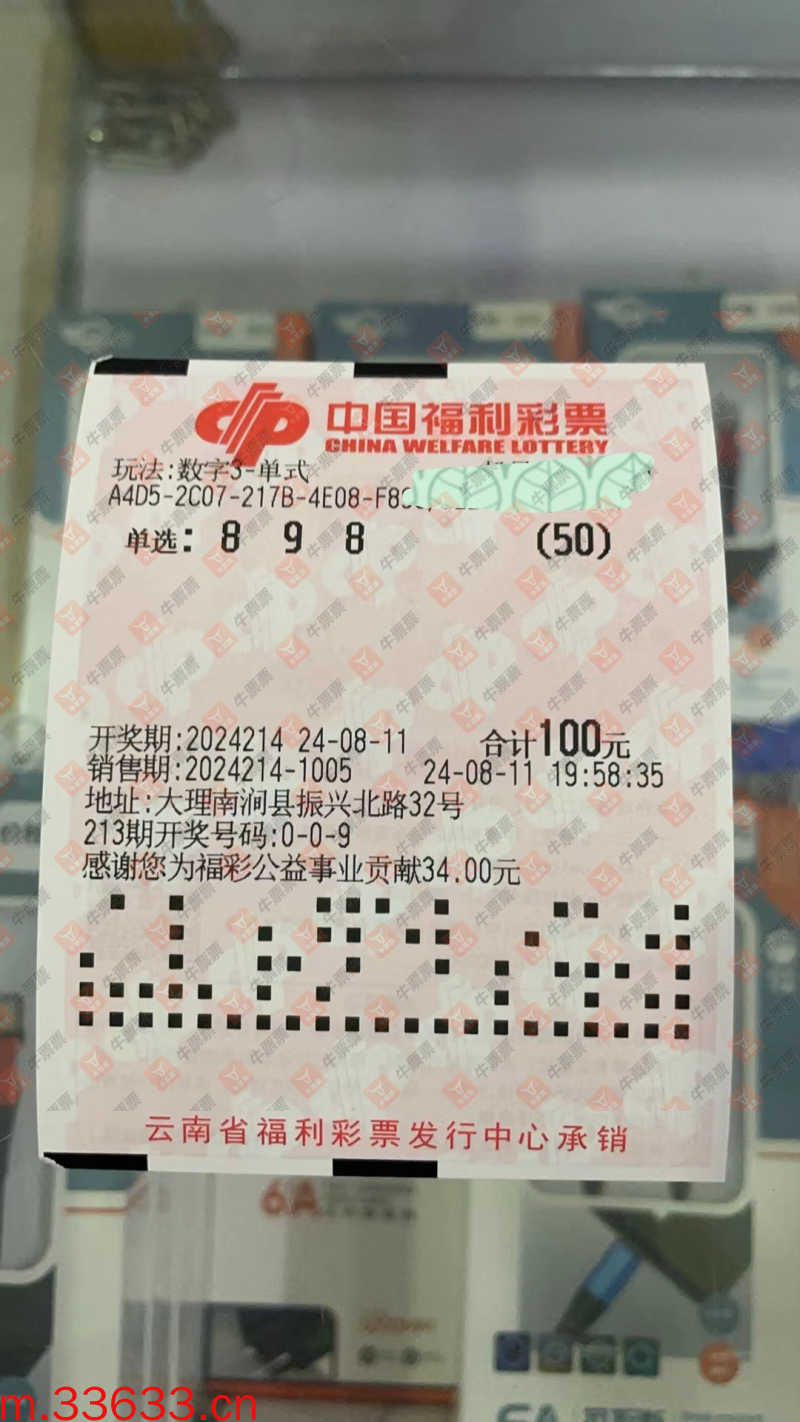 中国福利彩票
CHINA WELFARE LOTTERY
玩法:数字3-单式
A4D5-2C07-217B-4E08-F8
单选: 8 9 8 (50)
开奖期:2024214 24-08-11 合计100元
销售期:2024214-1005 24-08-11 19:58:35
地址:大理南涧县振兴北路32号
213期开奖号码:0-0-9
感谢您为福彩公益事业贡献34.00元
云南省福利彩票发行中心承销
6A
m.33633.cn
牛票票